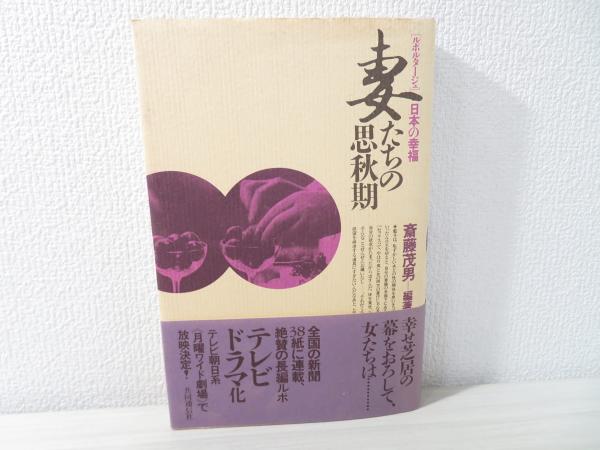 [ルポルタージュ]日本の幸福
妻たちの
思秋期
斎藤茂男─編著
幸せ芝居の
幕をおろして、
女たちは…………
全国の新聞
38紙に連載、
絶賛の長編ルポ
テレビ
ドラマ化
テレビ朝日系
〈月曜ワイド劇場〉で
放映決定!
共同通信社